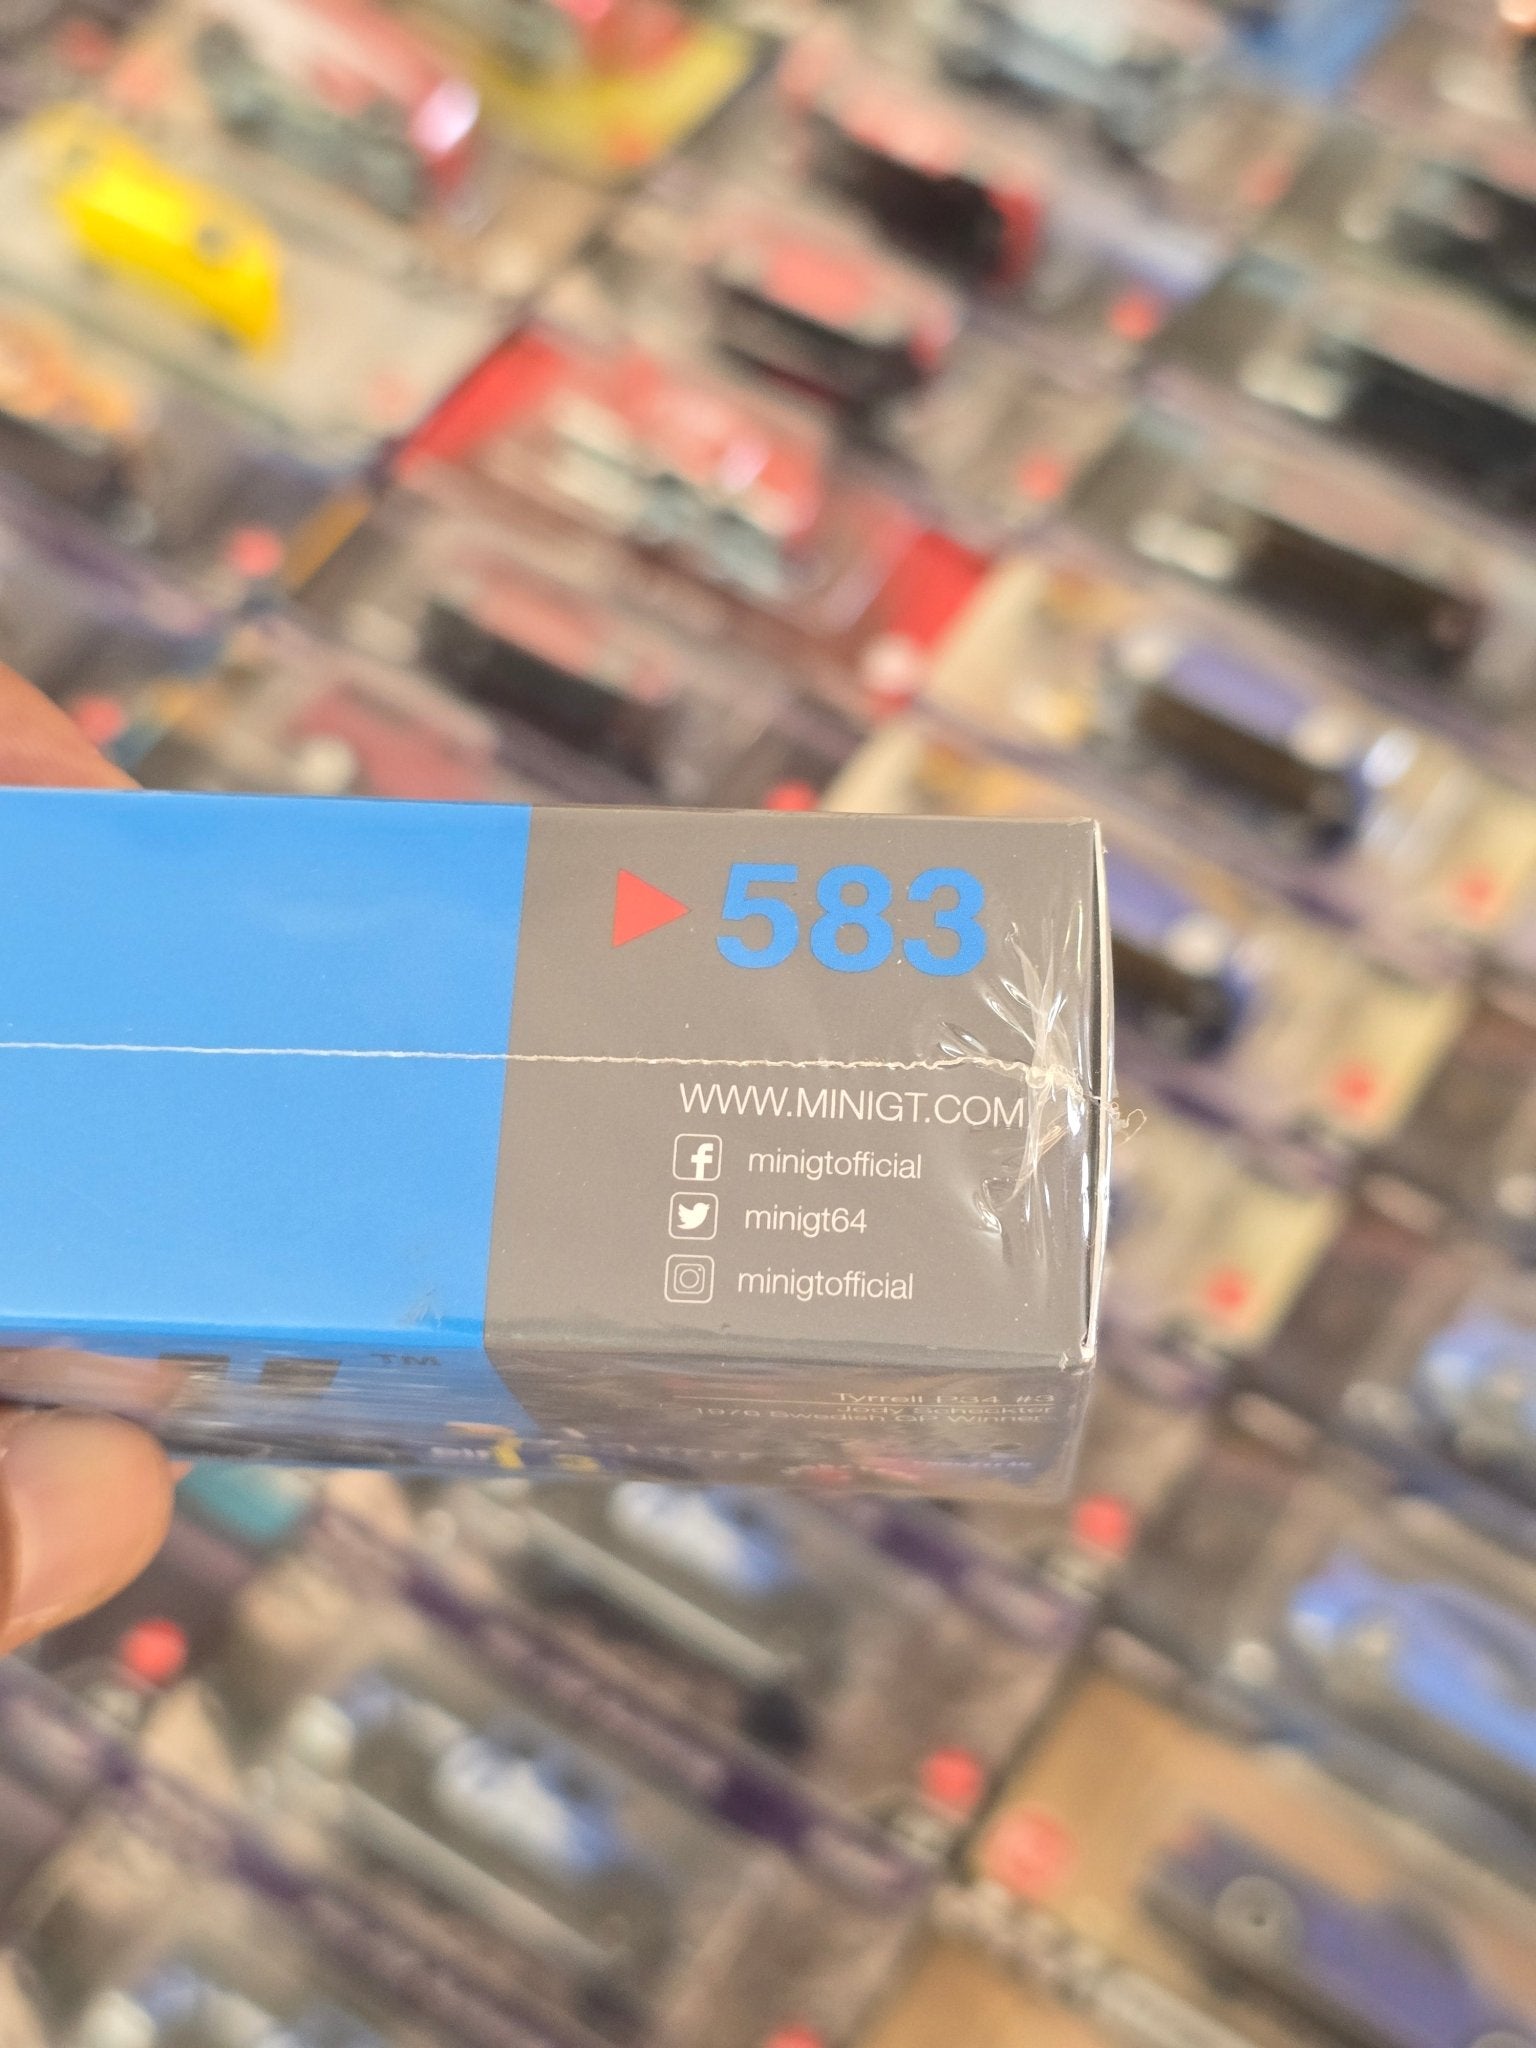 583
WWW.MINIGT.COM
minigtofficial
minigt64
minigtofficial
TM
Tyrrell P34 #3
Jody Scheckter
1976 Swedish GP Winner